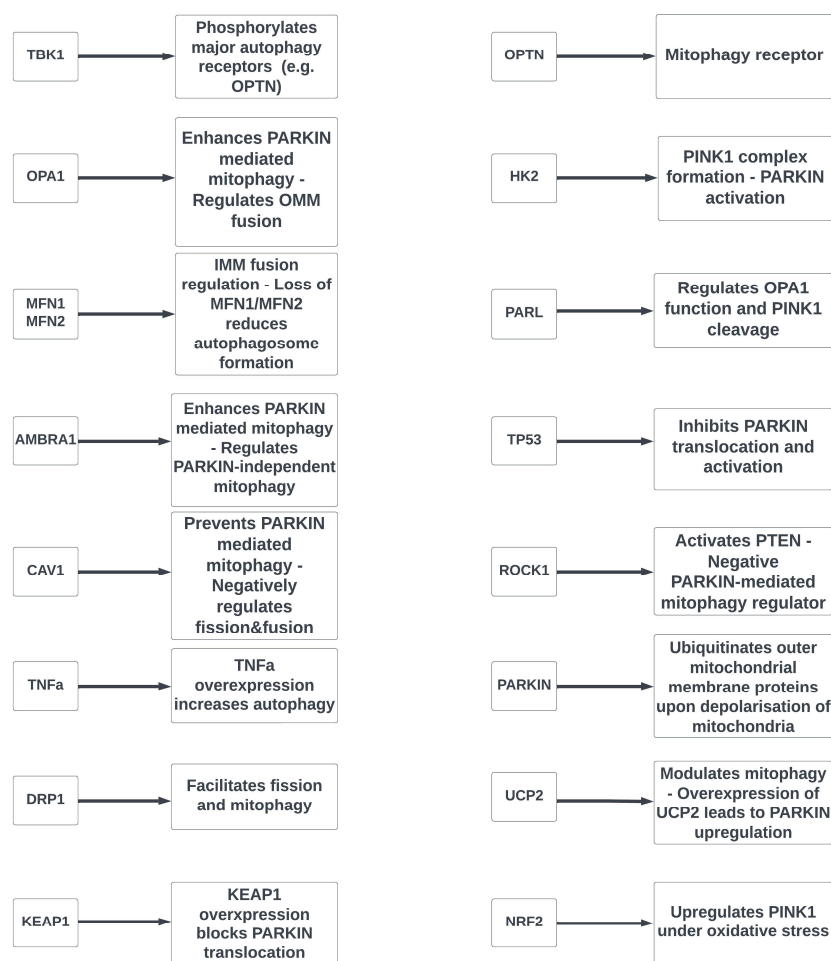 TBK1
Phosphorylates
major autophagy
receptors (e.g.
OPTN)
OPTN
Mitophagy receptor
OPA1
Enhances PARKIN
mediated
mitophagy -
Regulates OMM
fusion
HK2
PINK1 complex
formation - PARKIN
activation
MFN1
MFN2
IMM fusion
regulation - Loss of
MFN1/MFN2
reduces
autophagosome
formation
PARL
Regulates OPA1
function and PINK1
cleavage
AMBRA1
Enhances PARKIN
mediated mitophagy
- Regulates
PARKIN-independent
mitophagy
TP53
Inhibits PARKIN
translocation and
activation
CAV1
Prevents PARKIN
mediated
mitophagy -
Negatively
regulates
fission&fusion
ROCK1
Activates PTEN -
Negative
PARKIN-mediated
mitophagy regulator
TNFa
TNFa
overexpression
increases autophagy
PARKIN
Ubiquitinates outer
mitochondrial
membrane proteins
upon depolarisation of
mitochondria
DRP1
Facilitates fission
and mitophagy
UCP2
Modulates mitophagy
- Overexpression of
UCP2 leads to PARKIN
upregulation
KEAP1
KEAP1
overxpression
blocks PARKIN
translocation
NRF2
Upregulates PINK1
under oxidative stress